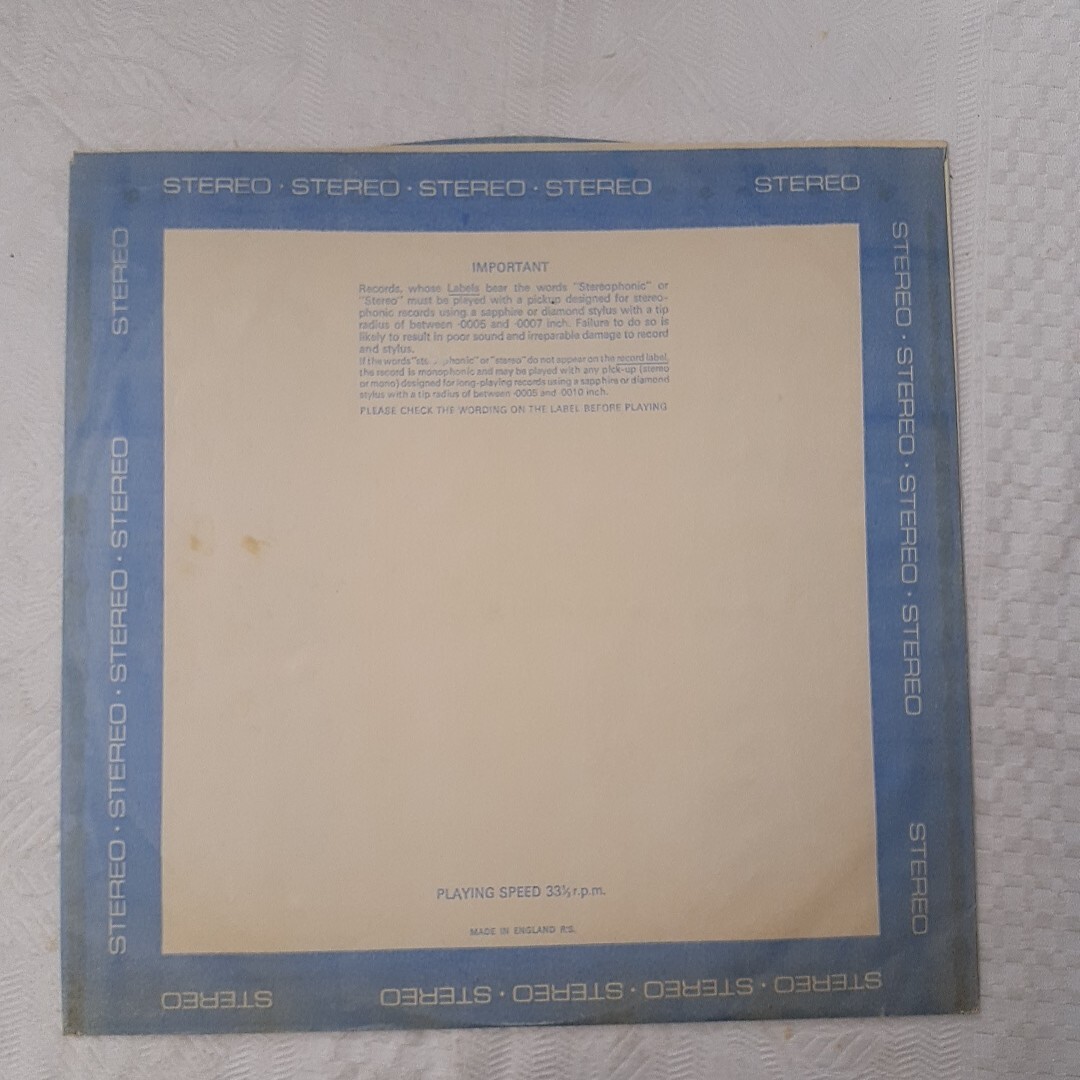 STEREO · STEREO · STEREO · STEREO STEREO
IMPORTANT
Records, whose Labels bear the words "Stereophonic" or
"Stereo" must be played with a pickup designed for stereo-
phonic records using a sapphire or diamond stylus with a tip
radius of between ·0005 and ·0007 inch. Failure to do so is
likely to result in poor sound and irreparable damage to record
and stylus.
If the words "ste honic" or "stereo" do not appear on the record label,
the record is monophonic and may be played with any pick-up (stereo
or mono) designed for long-playing records using a sapphire or diamond
stylus with a tip radius of between ·0005 and ·0010 inch.
PLEASE CHECK THE WORDING ON THE LABEL BEFORE PLAYING
PLAYING SPEED 33⅓ r.p.m.
MADE IN ENGLAND R.S.
STEREO · STEREO · STEREO · STEREO STEREO
STEREO · STEREO · STEREO · STEREO STEREO
STEREO · STEREO · STEREO · STEREO STEREO